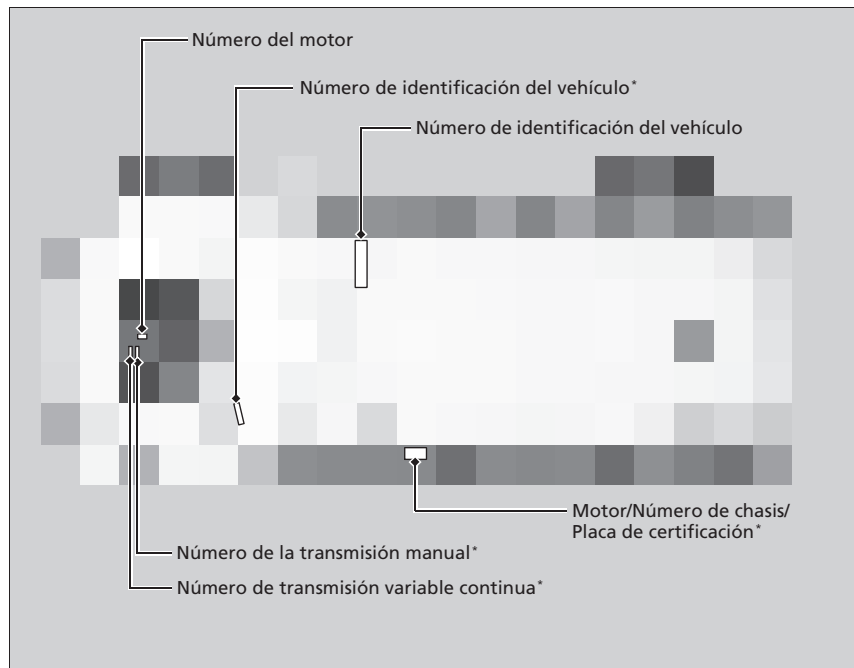 Número del motor
Número de identificación del vehículo*
Número de identificación del vehículo
Motor/Número de chasis/
Placa de certificación*
Número de la transmisión manual*
Número de transmisión variable continua*